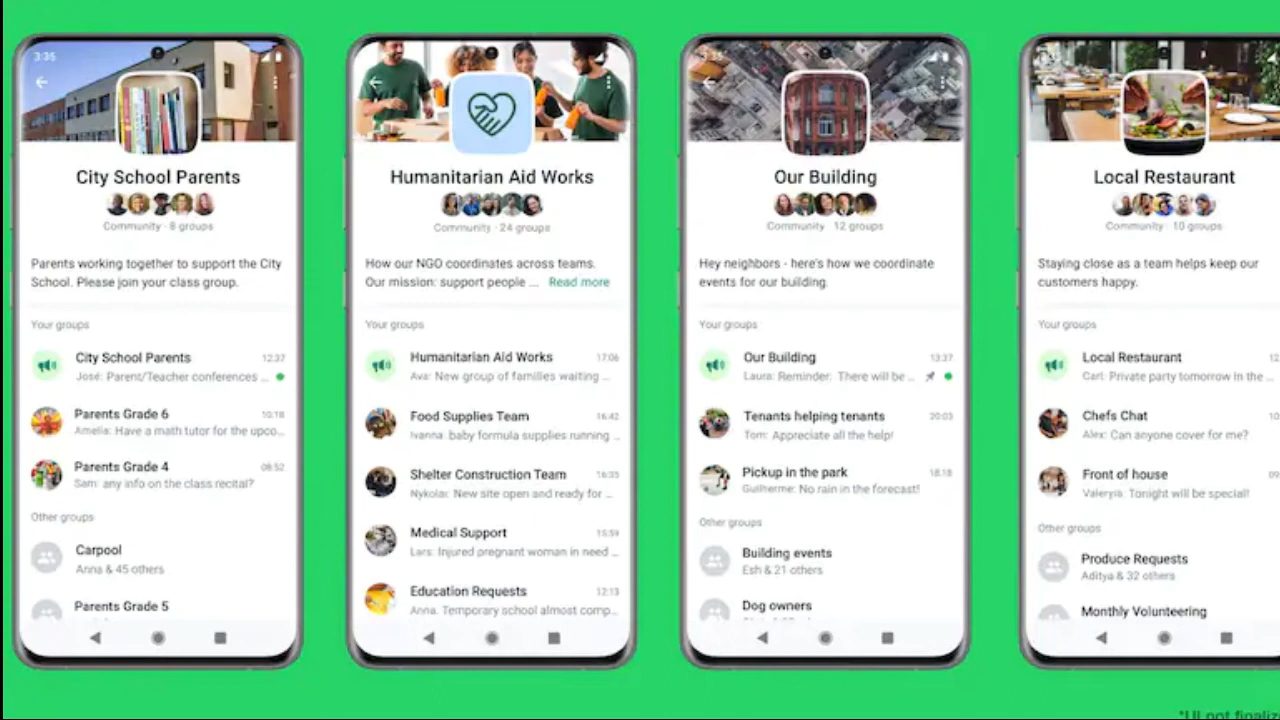 3:35
City School Parents
Community · 8 groups
Parents working together to support the City
School. Please join your class group.
Your groups
City School Parents 12:37
José: Parent/Teacher conferences ...
Parents Grade 6 10:18
Amelia: Have a math tutor for the upco...
Parents Grade 4 08:52
Sam: any info on the class recital?
Other groups
Carpool
Anna & 45 others
Parents Grade 5
Humanitarian Aid Works
Community · 24 groups
How our NGO coordinates across teams.
Our mission: support people ... Read more
Your groups
Humanitarian Aid Works 17:06
Ava: New group of families waiting ...
Food Supplies Team 16:42
Ivanna: baby formula supplies running ...
Shelter Construction Team 16:35
Nykolai: New site open and ready for ...
Medical Support 15:59
Lars: Injured pregnant woman in need ...
Education Requests 12:13
Anna: Temporary school almost comp...
Our Building
Community · 12 groups
Hey neighbors - here's how we coordinate
events for our building.
Your groups
Our Building 13:37
Laura: Reminder: There will be ...
Tenants helping tenants 20:03
Tom: Appreciate all the help!
Pickup in the park 18:18
Guilherme: No rain in the forecast!
Other groups
Building events
Esh & 21 others
Dog owners
Local Restaurant
Community · 10 groups
Staying close as a team helps keep our
customers happy.
Your groups
Local Restaurant 12
Carl: Private party tomorrow in the ...
Chefs Chat 10
Alex: Can anyone cover for me?
Front of house 09
Valeryia: Tonight will be special!
Other groups
Produce Requests
Aditya & 32 others
Monthly Volunteering
*UI not finaliz